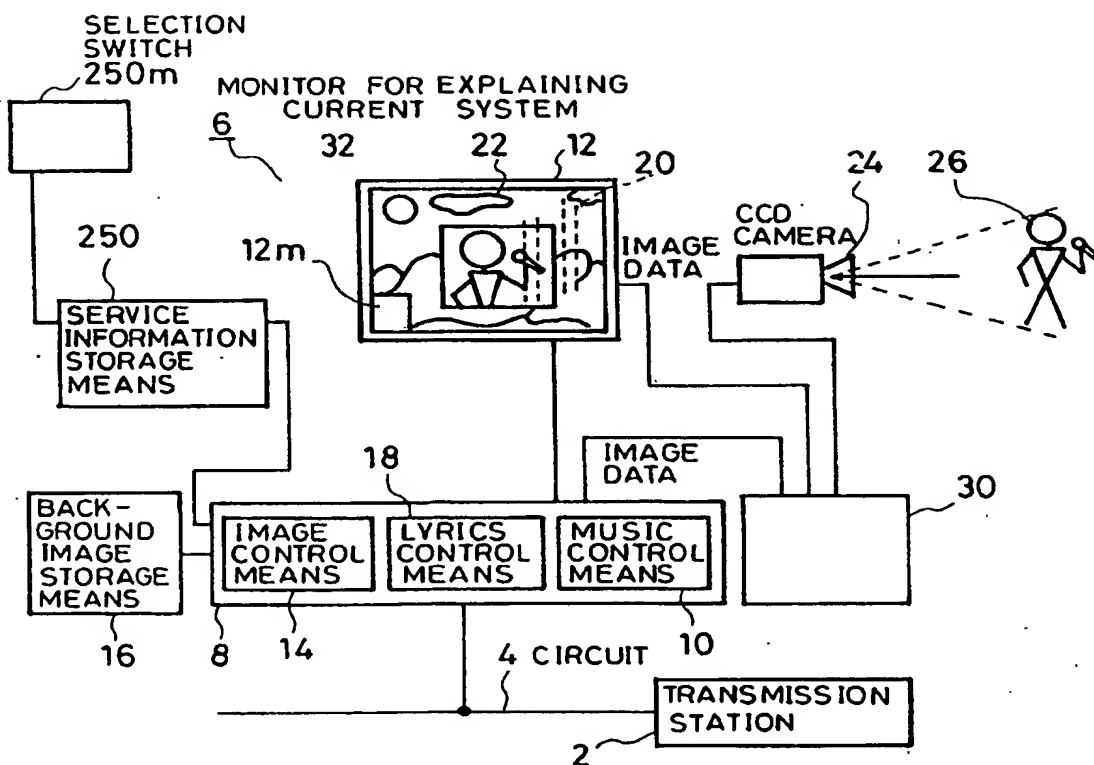 SELECTION
SWITCH
250m
MONITOR FOR EXPLAINING
CURRENT SYSTEM
6
32
22
12
20
24
26
CCD
CAMERA
IMAGE
DATA
12m
250
SERVICE
INFORMATION
STORAGE
MEANS
IMAGE
DATA
18
30
BACK-
GROUND
IMAGE
STORAGE
MEANS
IMAGE
CONTROL
MEANS
LYRICS
CONTROL
MEANS
MUSIC
CONTROL
MEANS
16
8
14
10
4 CIRCUIT
TRANSMISSION
STATION
2